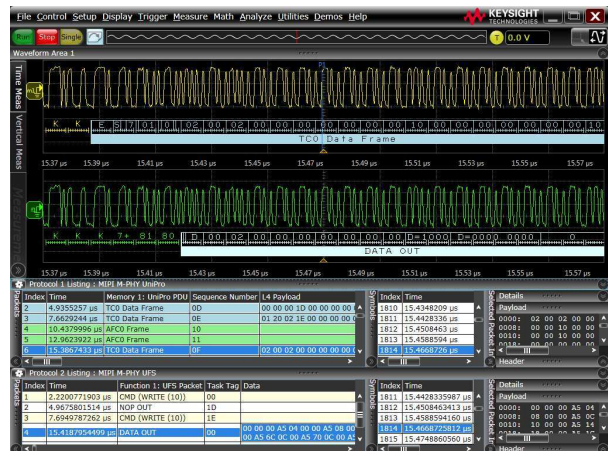 File Control Setup Display Trigger Measure Math Analyze Utilities Demos Help
KEYSIGHT TECHNOLOGIES
Run Stop Single
T 0.0 V
Waveform Area 1
Time Meas
Vertical Meas
K K E 5 7 01 0 02 00 02 00 00 00 00 00 00 10 00 00 00 00 00 00 10
TC0 Data Frame
15.37 µs 15.39 µs 15.41 µs 15.43 µs 15.45 µs 15.47 µs 15.49 µs 15.51 µs 15.53 µs 15.55 µs 15.57 µs
K K K 7+ 81 80 D 00 02 00 00 00 00 00 00 D=1000 D=0000 0000 0
DATA OUT
15.37 µs 15.39 µs 15.41 µs 15.43 µs 15.45 µs 15.47 µs 15.49 µs 15.51 µs 15.53 µs 15.55 µs 15.57 µs
Protocol 1 Listing : MIPI M-PHY UniPro
Packets
Index Time Memory 1: UniPro PDU Sequence Number L4 Payload
2 4.9355257 µs TC0 Data Frame 0D 00 00 00 1D 00 00 00 00
3 7.6629244 µs TC0 Data Frame 0E 01 20 02 1E 00 00 00 00
4 10.4379996 µs AFC0 Frame 10
5 12.9623922 µs AFC0 Frame 11
6 15.3867433 µs TC0 Data Frame 0F 02 00 02 00 00 00 00
Symbols
Index Time
1810 15.4348209 µs
1811 15.4428336 µs
1812 15.4508463 µs
1813 15.4588594 µs
1814 15.4668726 µs
Details
Payload
0000: 02 02 00 02 00
0008: 00 00 10 00 00
0010: 00 00 10 00 00
Header
Protocol 2 Listing : MIPI M-PHY UFS
Packets
Index Time Function 1: UFS Packet Task Tag Data
1 2.2200771903 µs CMD (WRITE (10)) 00
2 4.9675801514 µs NOP OUT 1D
3 7.6949787262 µs CMD (WRITE (10)) 1E
4 15.4187954499 µs DATA OUT 00 00 00 00 A5 04 00 00 A5 08 00
00 A5 6C 0C 00 A5 70 0C 00 A5
Symbols
Index Time
1811 15.4428335987 µs
1812 15.4508463413 µs
1813 15.4588594160 µs
1814 15.4668725812 µs
1815 15.4748860560 µs
Details
Payload
0000: 00 00 00 A5 04
0008: 08 00 00 A5 0C
0010: 10 00 00 A5 14
Header